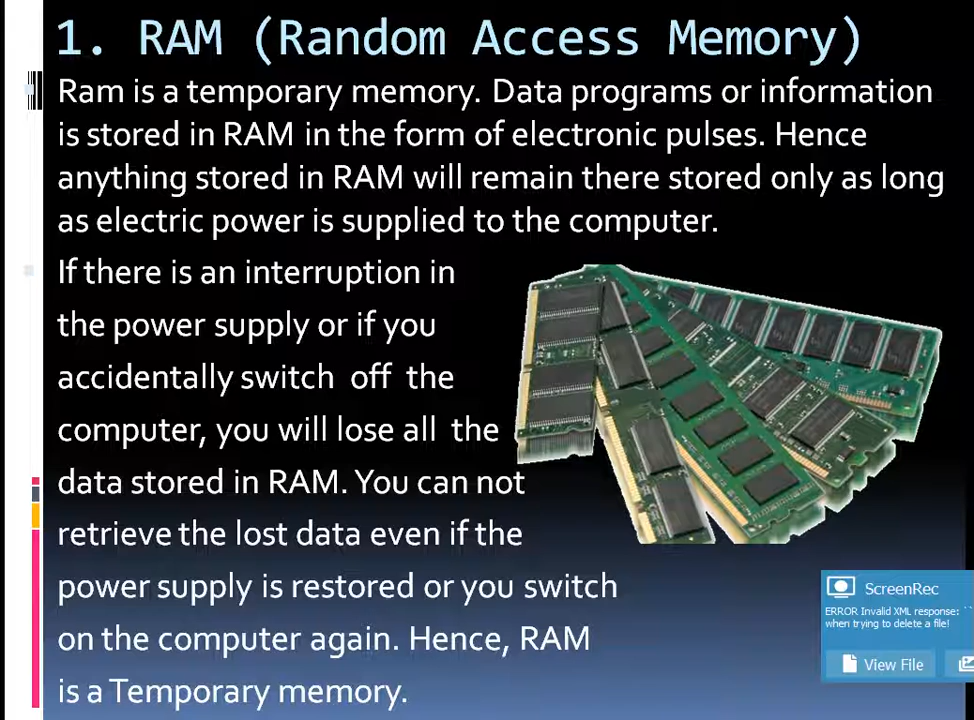 1. RAM (Random Access Memory)
Ram is a temporary memory. Data programs or information
is stored in RAM in the form of electronic pulses. Hence
anything stored in RAM will remain there stored only as long
as electric power is supplied to the computer.
If there is an interruption in
the power supply or if you
accidentally switch off the
computer, you will lose all the
data stored in RAM. You can not
retrieve the lost data even if the
power supply is restored or you switch
on the computer again. Hence, RAM
is a Temporary memory.
ScreenRec
ERROR Invalid XML response:
when trying to delete a file!
View File